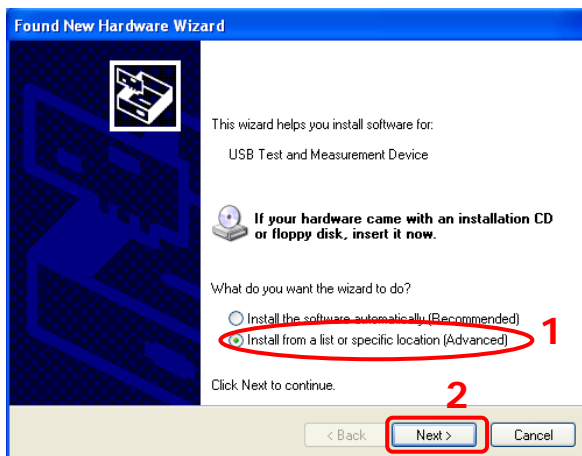 Found New Hardware Wizard
This wizard helps you install software for:
USB Test and Measurement Device
If your hardware came with an installation CD
or floppy disk, insert it now.
What do you want the wizard to do?
Install the software automatically (Recommended)
Install from a list or specific location (Advanced)
1
Click Next to continue.
2
< Back
Next >
Cancel